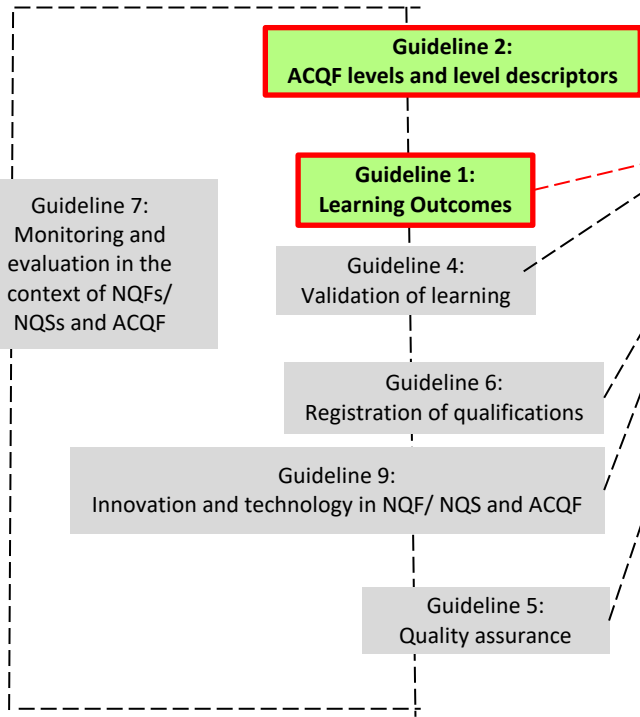 Guideline 2:
ACQF levels and level descriptors
Guideline 1:
Learning Outcomes
Guideline 7:
Monitoring and
evaluation in the
context of NQFs/
NQSs and ACQF
Guideline 4:
Validation of learning
Guideline 6:
Registration of qualifications
Guideline 9:
Innovation and technology in NQF/ NQS and ACQF
Guideline 5:
Quality assurance